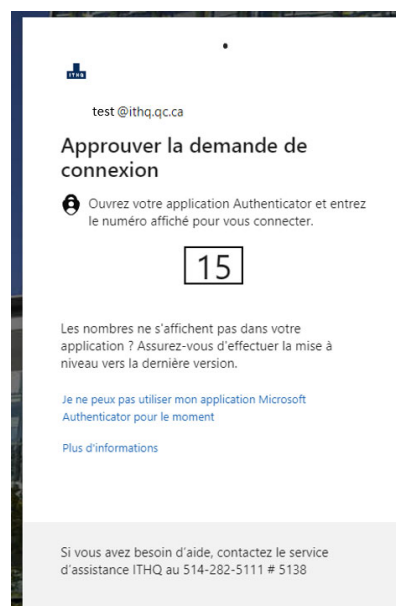 ITHQ
test @ithq.qc.ca
Approuver la demande de
connexion
Ouvrez votre application Authenticator et entrez
le numéro affiché pour vous connecter.
15
Les nombres ne s'affichent pas dans votre
application ? Assurez-vous d'effectuer la mise à
niveau vers la dernière version.
Je ne peux pas utiliser mon application Microsoft
Authenticator pour le moment
Plus d'informations
Si vous avez besoin d'aide, contactez le service
d'assistance ITHQ au 514-282-5111 # 5138